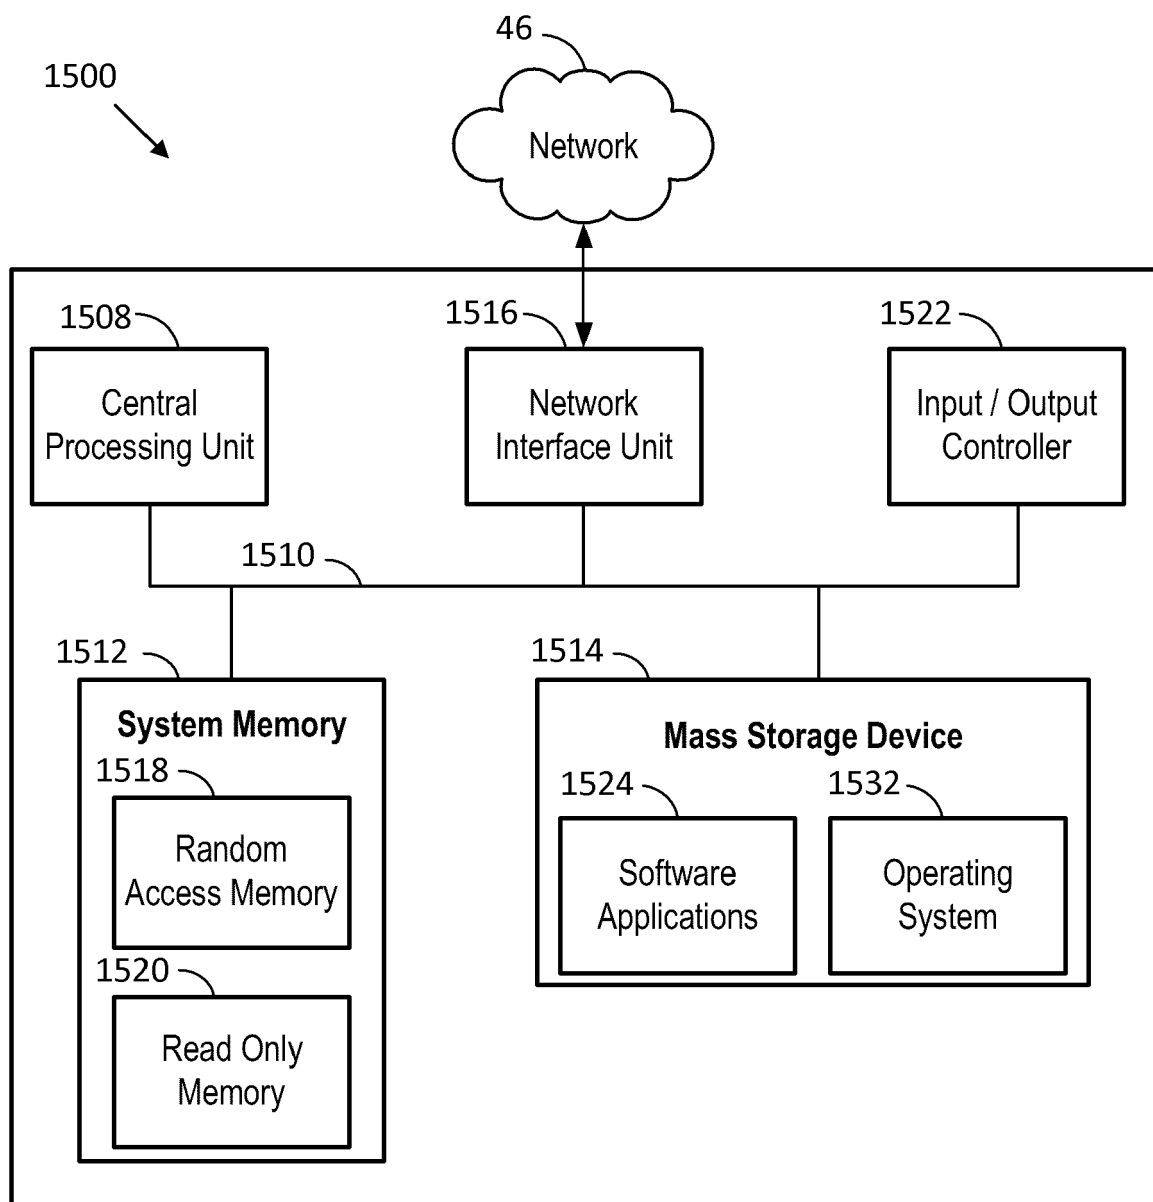 46
1500
Network
1508
1516
1522
Central
Processing Unit
Network
Interface Unit
Input / Output
Controller
1510
1512
1514
System Memory
Mass Storage Device
1518
1524
1532
Random
Access Memory
Software
Applications
Operating
System
1520
Read Only
Memory